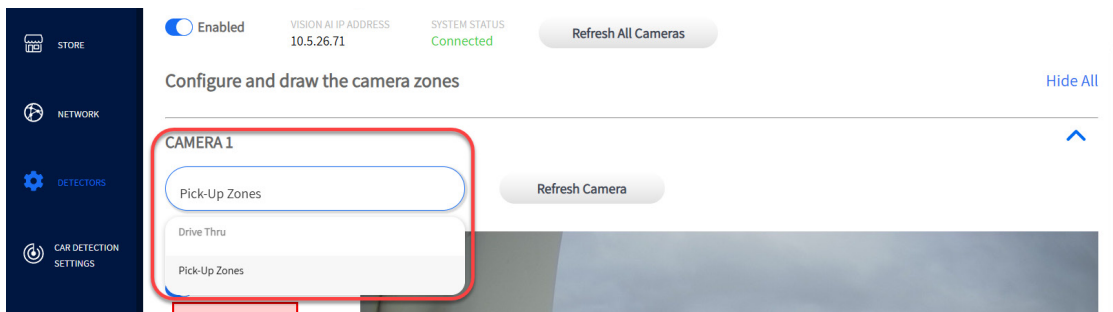 STORE
NETWORK
DETECTORS
CAR DETECTION
SETTINGS
Enabled
VISION AI IP ADDRESS
10.5.26.71
SYSTEM STATUS
Connected
Refresh All Cameras
Configure and draw the camera zones
Hide All
CAMERA 1
Pick-Up Zones
Refresh Camera
Drive Thru
Pick-Up Zones